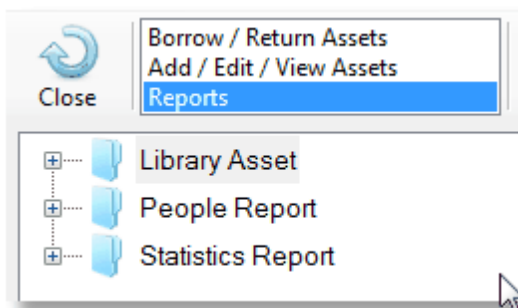 Close
Borrow / Return Assets
Add / Edit / View Assets
Reports
Library Asset
People Report
Statistics Report